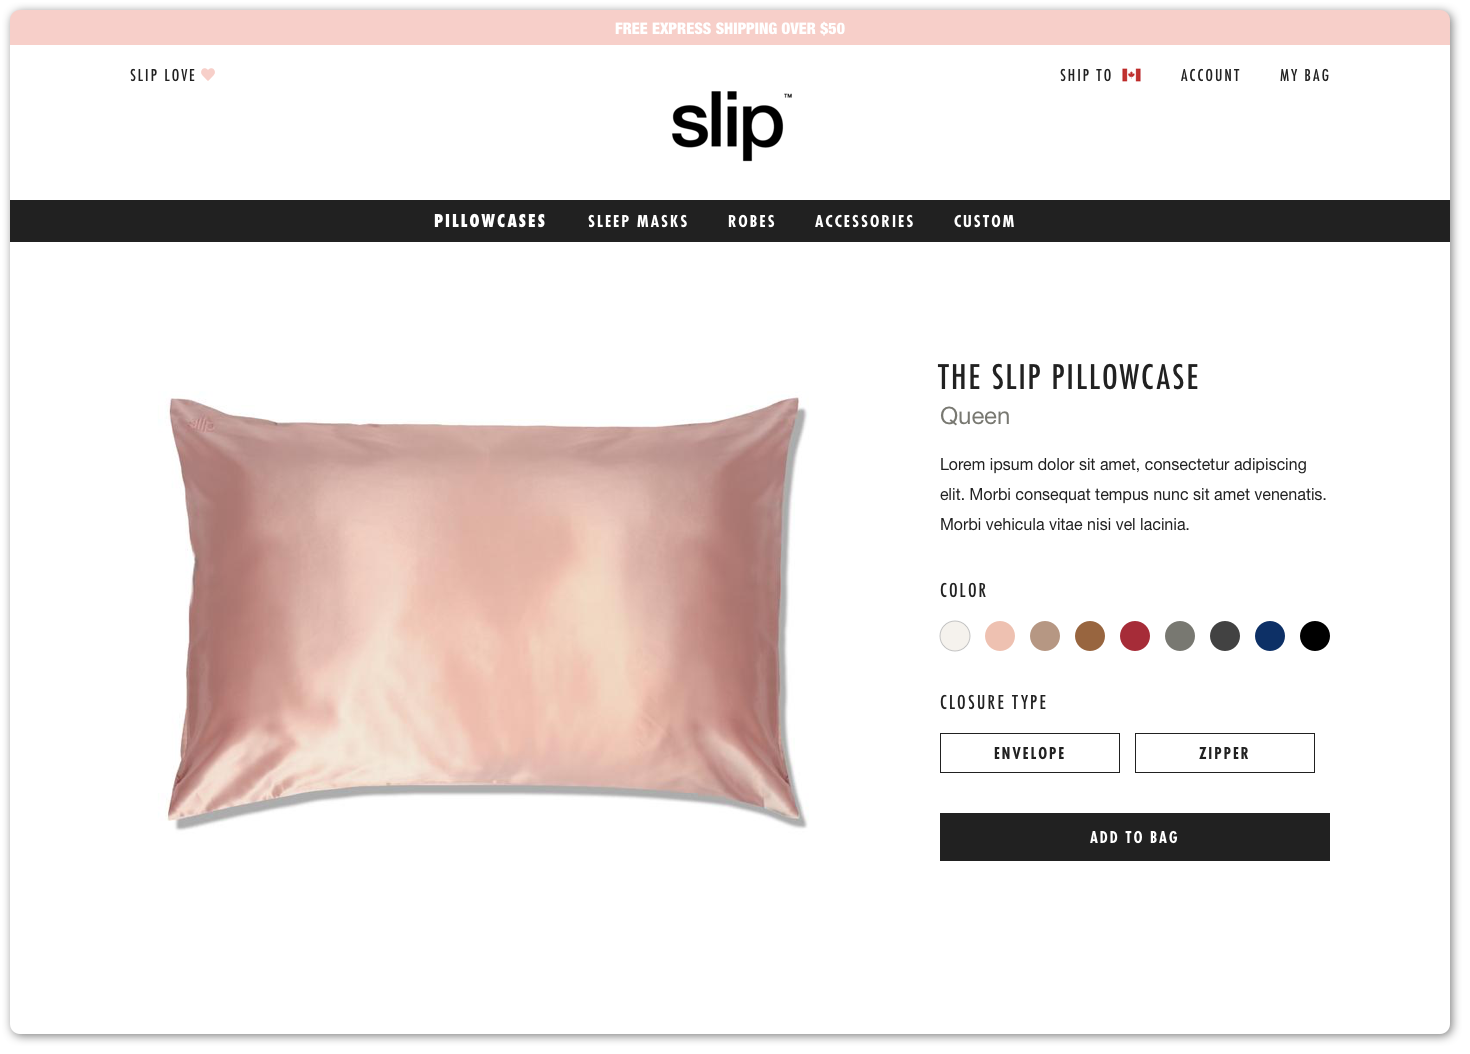 FREE EXPRESS SHIPPING OVER $50
SLIP LOVE
SHIP TO
ACCOUNT
MY BAG
slip™
PILLOWCASES
SLEEP MASKS
ROBES
ACCESSORIES
CUSTOM
slip
THE SLIP PILLOWCASE
Queen
Lorem ipsum dolor sit amet, consectetur adipiscing
elit. Morbi consequat tempus nunc sit amet venenatis.
Morbi vehicula vitae nisi vel lacinia.
COLOR
CLOSURE TYPE
ENVELOPE
ZIPPER
ADD TO BAG